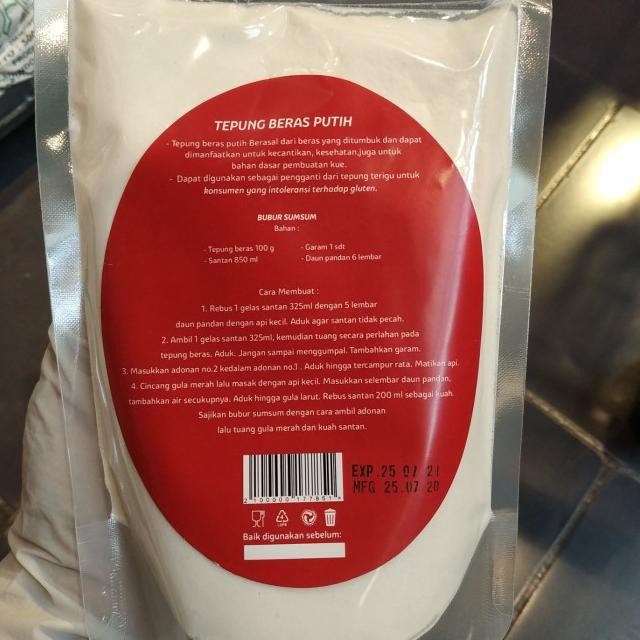 TEPUNG BERAS PUTIH
- Tepung beras putih Berasal dari beras yang ditumbuk dan dapat
dimanfaatkan untuk kecantikan, kesehatan,juga untuk
bahan dasar pembuatan kue.
- Dapat digunakan sebagai pengganti dari tepung terigu untuk
konsumen yang intoleransi terhadap gluten.
BUBUR SUMSUM
Bahan :
- Tepung beras 100 g - Garam 1 sdt
- Santan 850 ml - Daun pandan 6 lembar
Cara Membuat :
1. Rebus 1 gelas santan 325ml dengan 5 lembar
daun pandan dengan api kecil. Aduk agar santan tidak pecah.
2. Ambil 1 gelas santan 325ml, kemudian tuang secara perlahan pada
tepung beras. Aduk. Jangan sampai menggumpal. Tambahkan garam.
3. Masukkan adonan no.2 kedalam adonan no.1 . Aduk hingga tercampur rata. Matikan api.
4. Cincang gula merah lalu masak dengan api kecil. Masukkan selembar daun pandan,
tambahkan air secukupnya. Aduk hingga gula larut. Rebus santan 200 ml sebagai kuah.
Sajikan bubur sumsum dengan cara ambil adonan
lalu tuang gula merah dan kuah santan.
EXP.25 07 21
MFG 25.07.20
2 100000 177851
Baik digunakan sebelum: